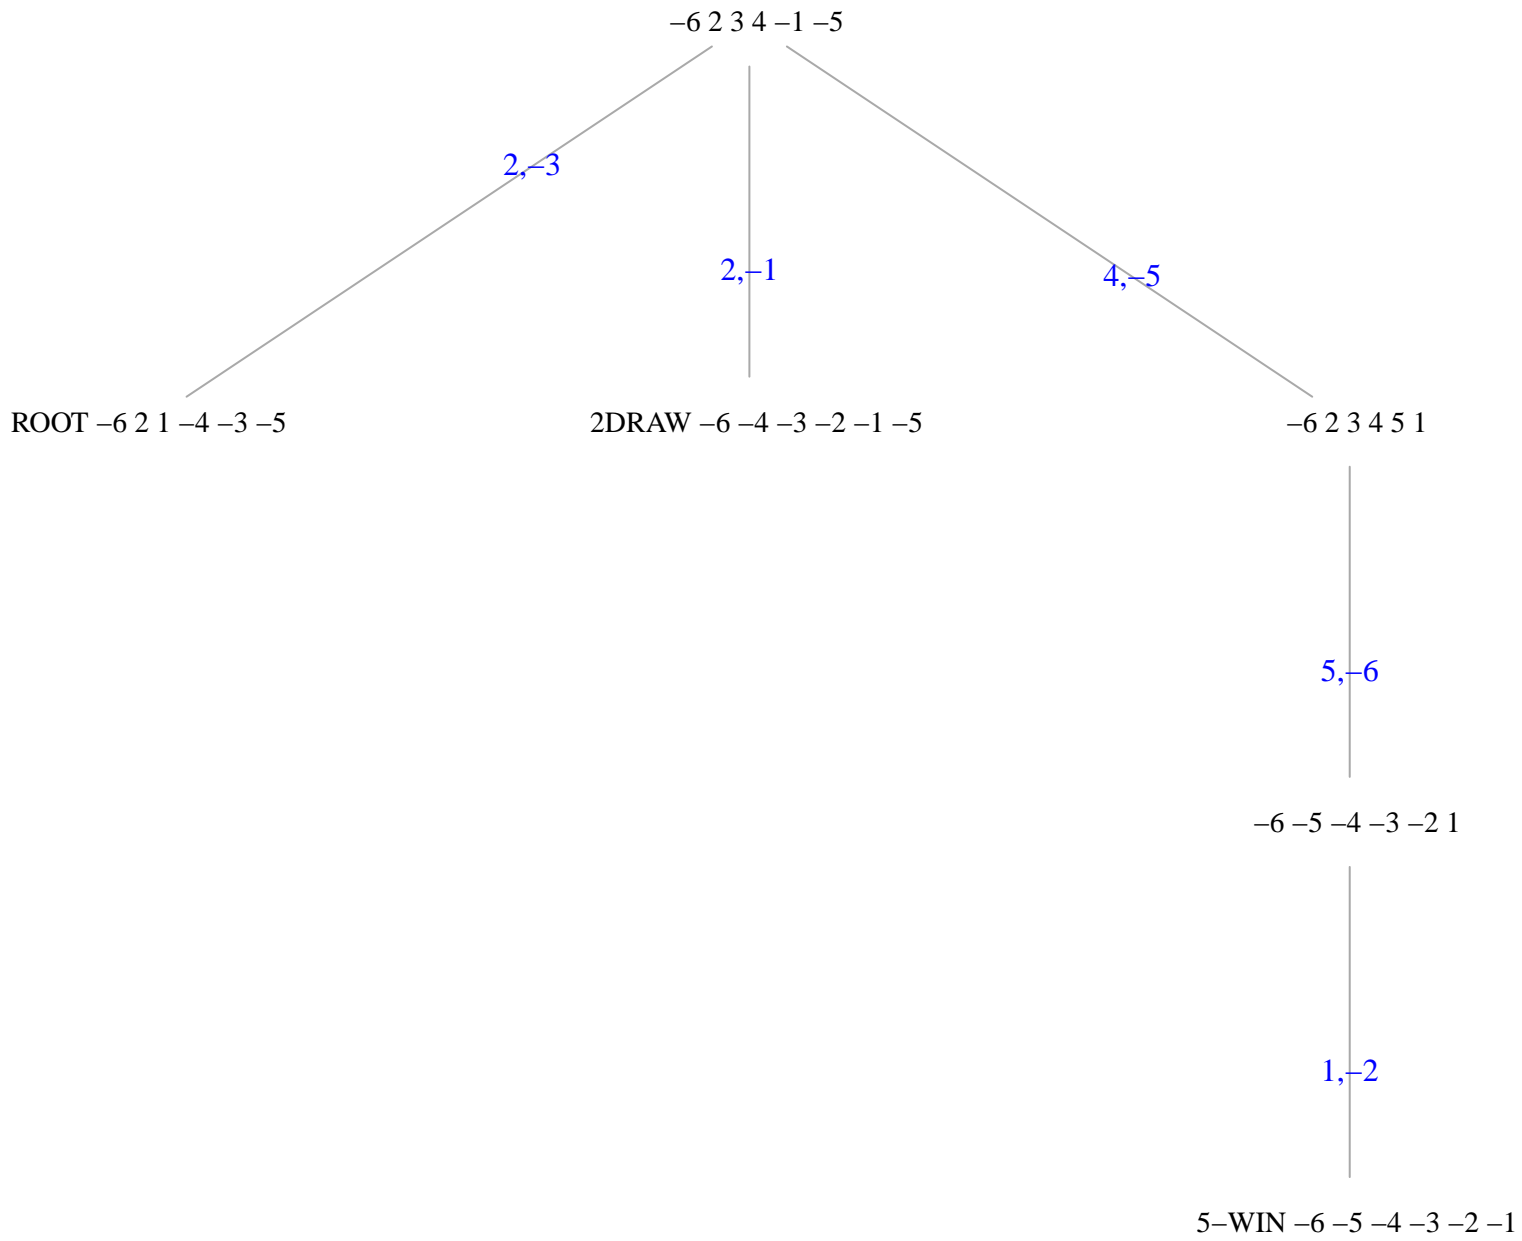 –6 2 3 4 –1 –5
2,–3
2,–1
4,–5
ROOT –6 2 1 –4 –3 –5
2DRAW –6 –4 –3 –2 –1 –5
–6 2 3 4 5 1
5,–6
–6 –5 –4 –3 –2 1
1,–2
5–WIN –6 –5 –4 –3 –2 –1